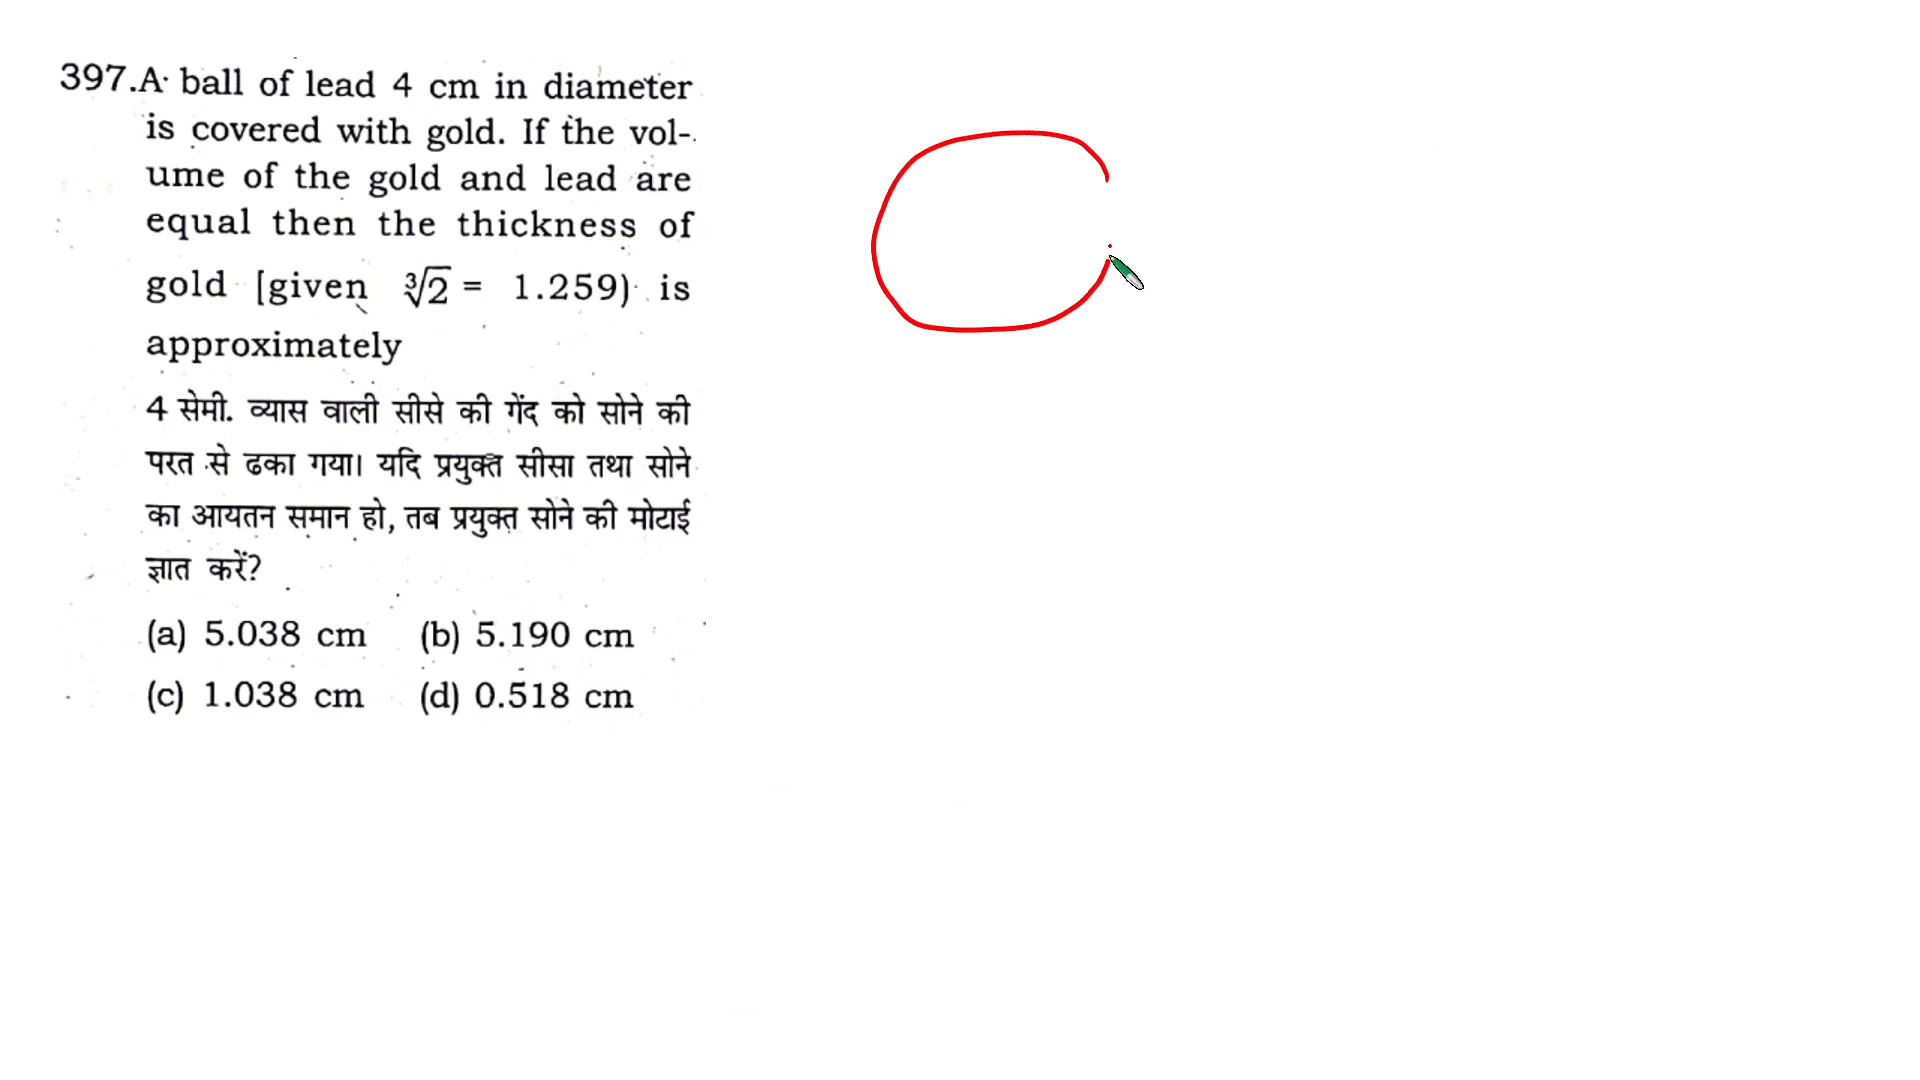 397. A ball of lead 4 cm in diameter
is covered with gold. If the vol-
ume of the gold and lead are
equal then the thickness of
gold [given ∛2 = 1.259) is
approximately
4 सेमी. व्यास वाली सीसे की गेंद को सोने की
परत से ढका गया। यदि प्रयुक्त सीसा तथा सोने
का आयतन समान हो, तब प्रयुक्त सोने की मोटाई
ज्ञात करें?
(a) 5.038 cm (b) 5.190 cm
(c) 1.038 cm (d) 0.518 cm